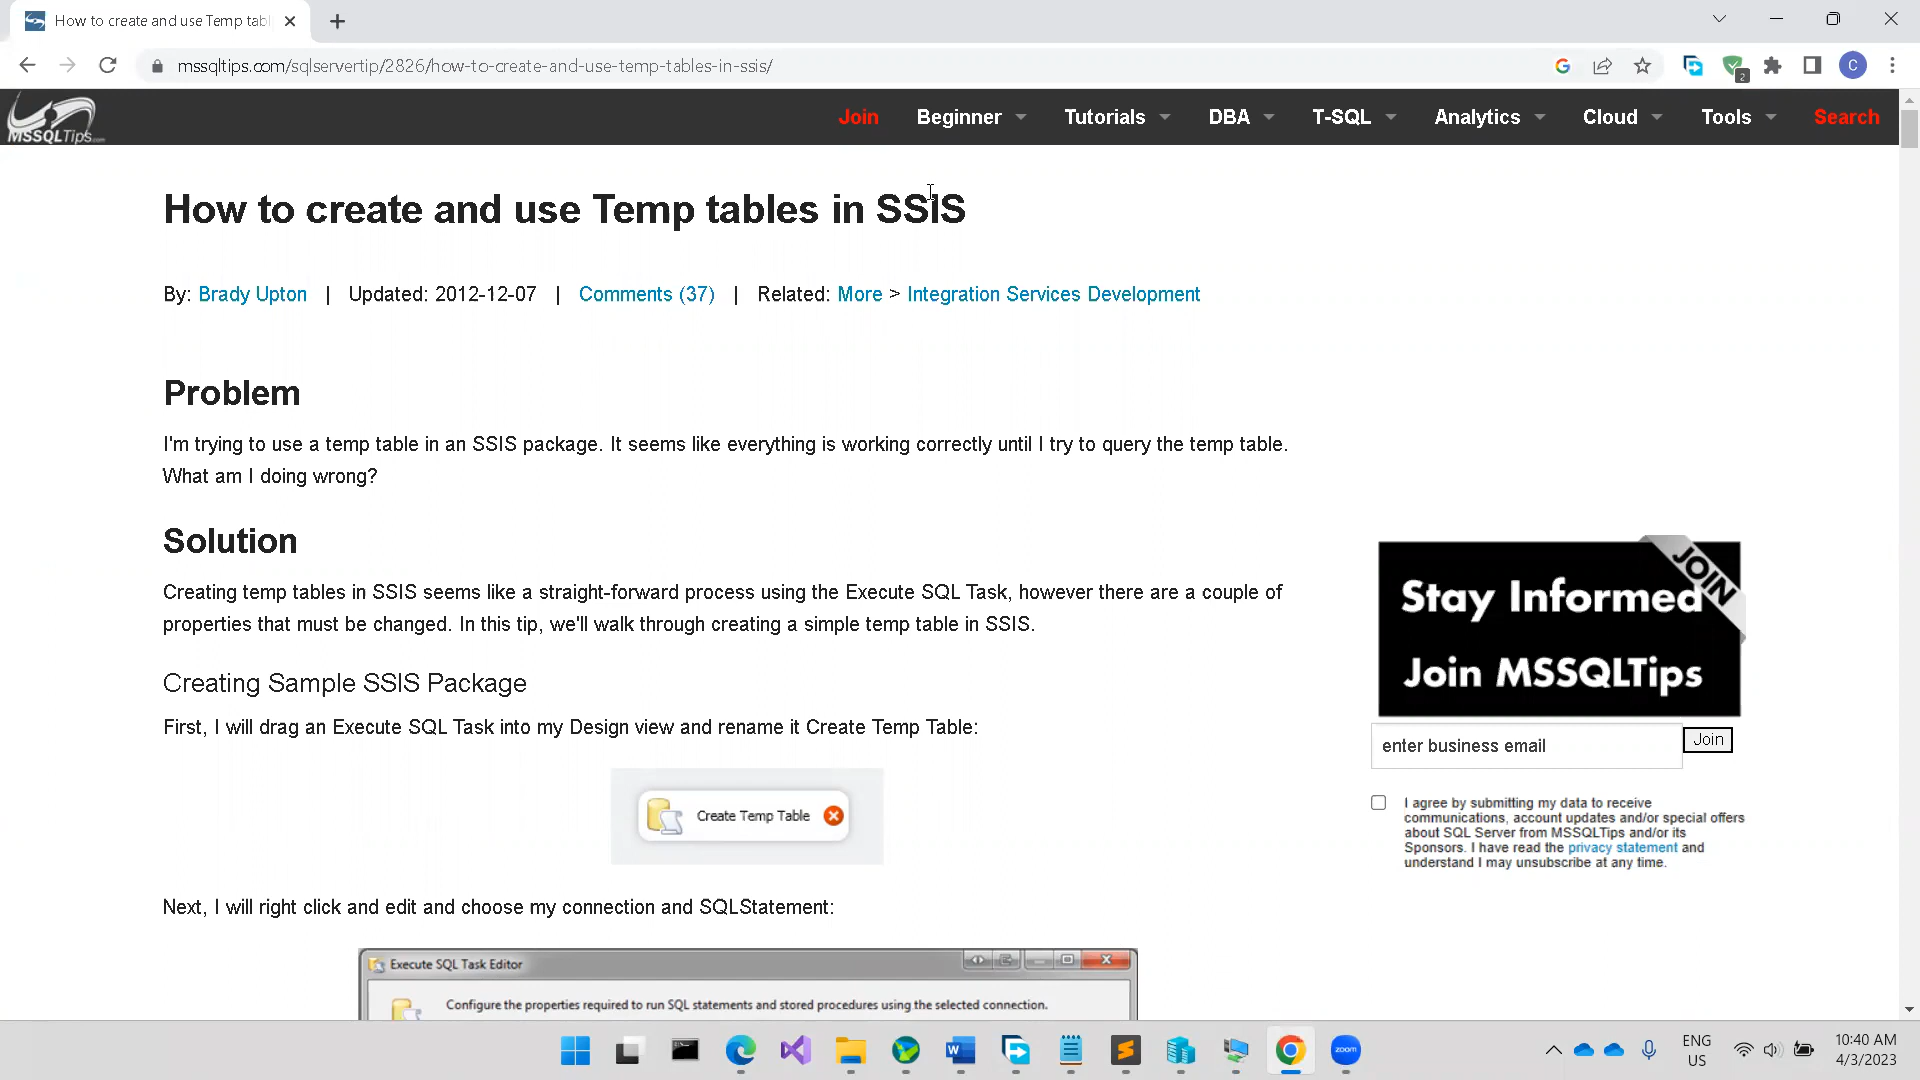 How to create and use Temp tabl
mssqltips.com/sqlservertip/2826/how-to-create-and-use-temp-tables-in-ssis/
2
C
MSSQLTips.com
Join Beginner Tutorials DBA T-SQL Analytics Cloud Tools Search
How to create and use Temp tables in SSIS
By: Brady Upton | Updated: 2012-12-07 | Comments (37) | Related: More > Integration Services Development
Problem
I'm trying to use a temp table in an SSIS package. It seems like everything is working correctly until I try to query the temp table.
What am I doing wrong?
Solution
Creating temp tables in SSIS seems like a straight-forward process using the Execute SQL Task, however there are a couple of
properties that must be changed. In this tip, we'll walk through creating a simple temp table in SSIS.
Creating Sample SSIS Package
First, I will drag an Execute SQL Task into my Design view and rename it Create Temp Table:
Create Temp Table
Next, I will right click and edit and choose my connection and SQLStatement:
Execute SQL Task Editor
Configure the properties required to run SQL statements and stored procedures using the selected connection.
JOIN
Stay Informed
Join MSSQLTips
enter business email
Join
I agree by submitting my data to receive
communications, account updates and/or special offers
about SQL Server from MSSQLTips and/or its
Sponsors. I have read the privacy statement and
understand I may unsubscribe at any time.
W
zoom
ENG
US
10:40 AM
4/3/2023